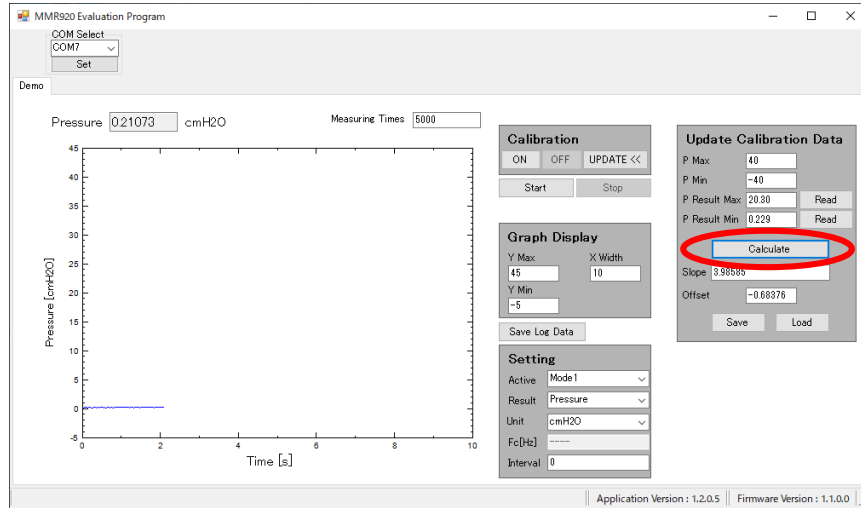 MMR920 Evaluation Program
COM Select
COM7
Set
Demo
Pressure 0.21073 cmH2O
Measuring Times 5000
45
40
35
30
25
20
15
10
5
0
-5
Pressure [cmH2O]
0 2 4 6 8 10
Time [s]
Calibration
ON OFF UPDATE <<
Start Stop
Graph Display
Y Max X Width
45 10
Y Min
-5
Save Log Data
Setting
Active Mode1
Result Pressure
Unit cmH2O
Fc[Hz] ----
Interval 0
Update Calibration Data
P Max 40
P Min -40
P Result Max 20.30 Read
P Result Min 0.229 Read
Calculate
Slope 3.98585
Offset -0.68376
Save Load
Application Version : 1.2.0.5 Firmware Version : 1.1.0.0